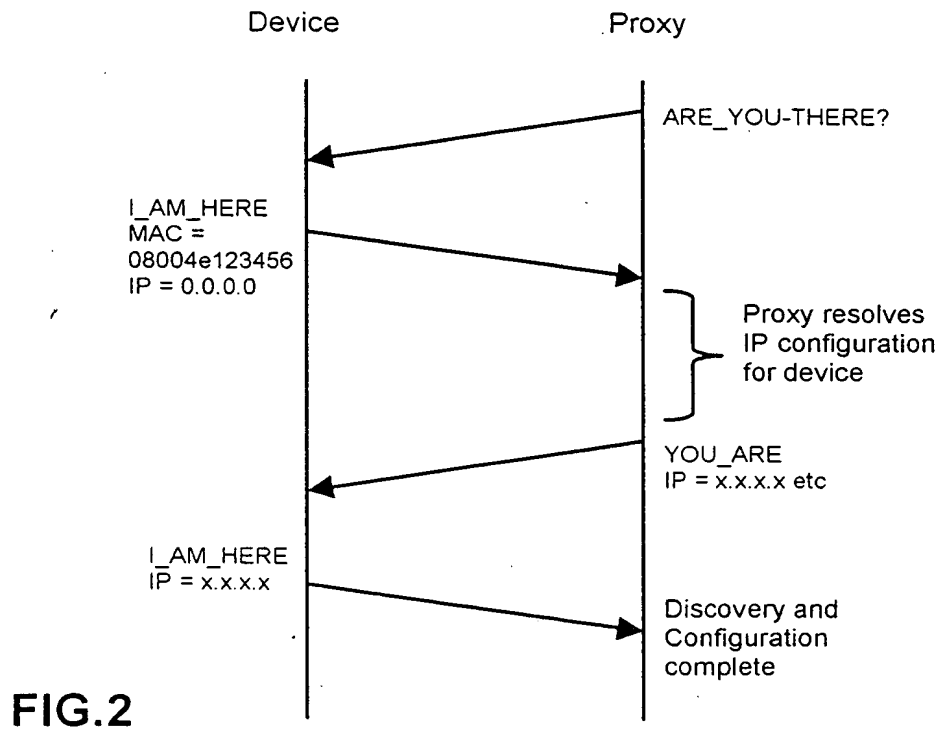 Device
Proxy
ARE_YOU-THERE?
I_AM_HERE
MAC =
08004e123456
IP = 0.0.0.0
Proxy resolves
IP configuration
for device
YOU_ARE
IP = x.x.x.x etc
I_AM_HERE
IP = x.x.x.x
Discovery and
Configuration
complete
FIG.2